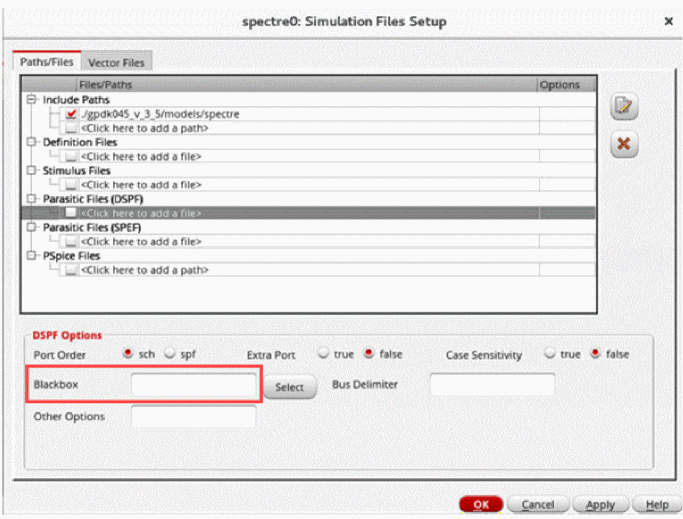 spectre0: Simulation Files Setup
Paths/Files Vector Files
Files/Paths Options
Include Paths
./gpdk045_v_3_5/models/spectre
<Click here to add a path>
Definition Files
<Click here to add a file>
Stimulus Files
<Click here to add a file>
Parasitic Files (DSPF)
<Click here to add a file>
Parasitic Files (SPEF)
<Click here to add a file>
PSpice Files
<Click here to add a path>
DSPF Options
Port Order sch spf Extra Port true false Case Sensitivity true false
Blackbox Select Bus Delimiter
Other Options
OK Cancel Apply Help